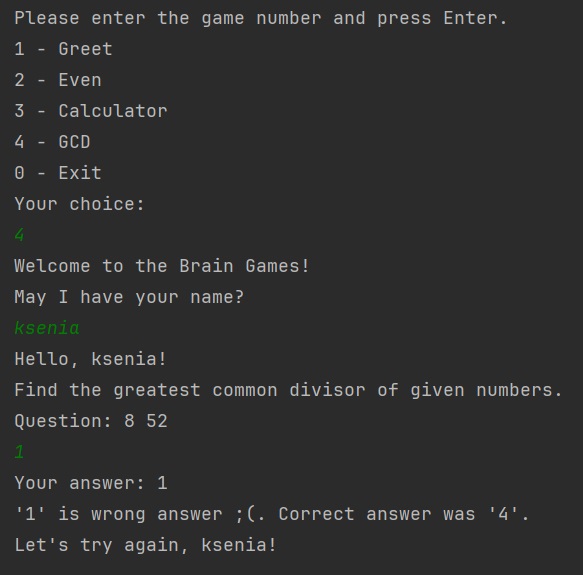 Please enter the game number and press Enter.
1 - Greet
2 - Even
3 - Calculator
4 - GCD
0 - Exit
Your choice:
4
Welcome to the Brain Games!
May I have your name?
ksenia
Hello, ksenia!
Find the greatest common divisor of given numbers.
Question: 8 52
1
Your answer: 1
'1' is wrong answer ;(. Correct answer was '4'.
Let's try again, ksenia!